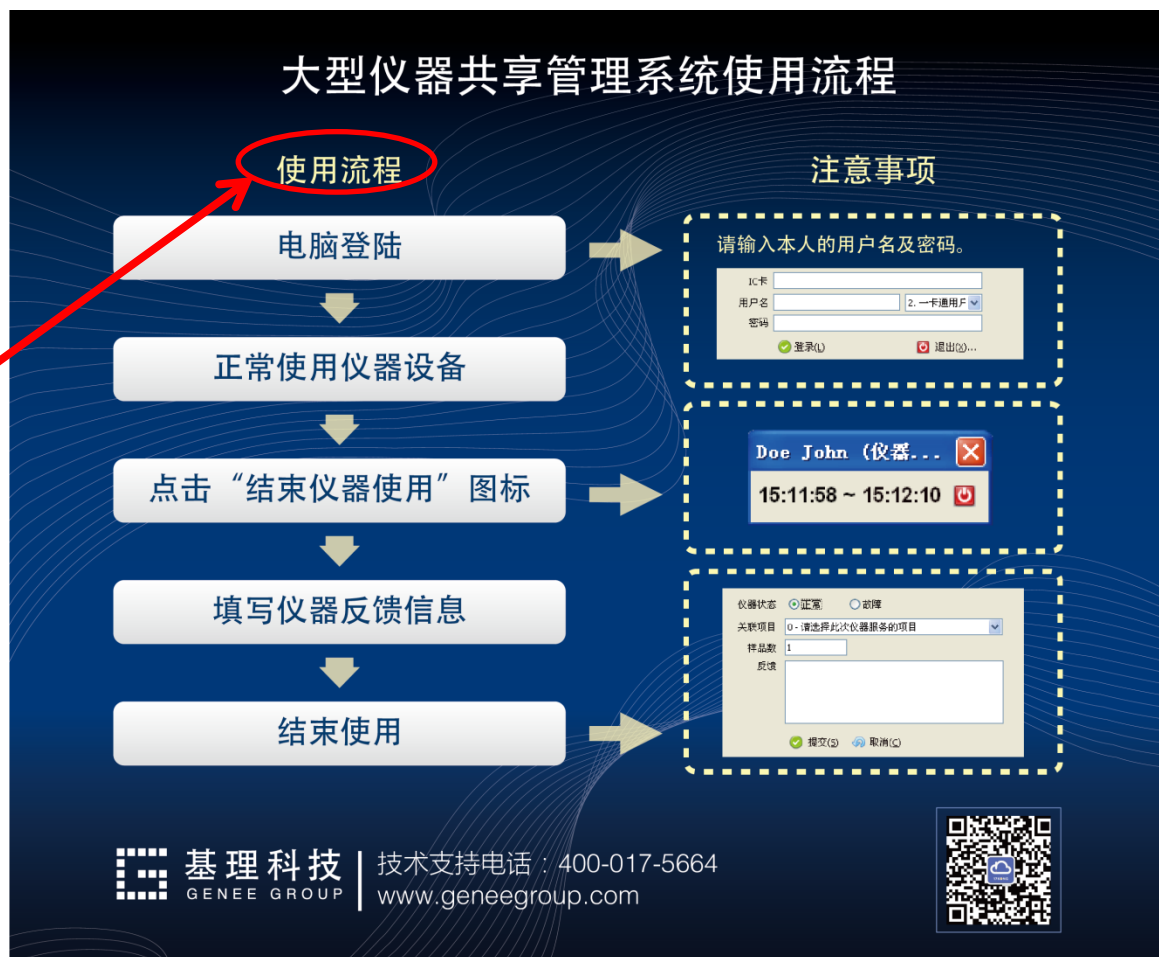 大型仪器共享管理系统使用流程
使用流程
注意事项
电脑登陆
请输入本人的用户名及密码。
IC卡
用户名
2. 一卡通用户
密码
登录(L)
退出(X)...
正常使用仪器设备
点击“结束仪器使用”图标
Doe John (仪器...
15:11:58 ~ 15:12:10
填写仪器反馈信息
仪器状态 正常 故障
关联项目 0 - 请选择此次仪器服务的项目
样品数 1
反馈
提交(S) 取消(C)
结束使用
基理科技
GENEE GROUP
技术支持电话：400-017-5664
www.geneegroup.com